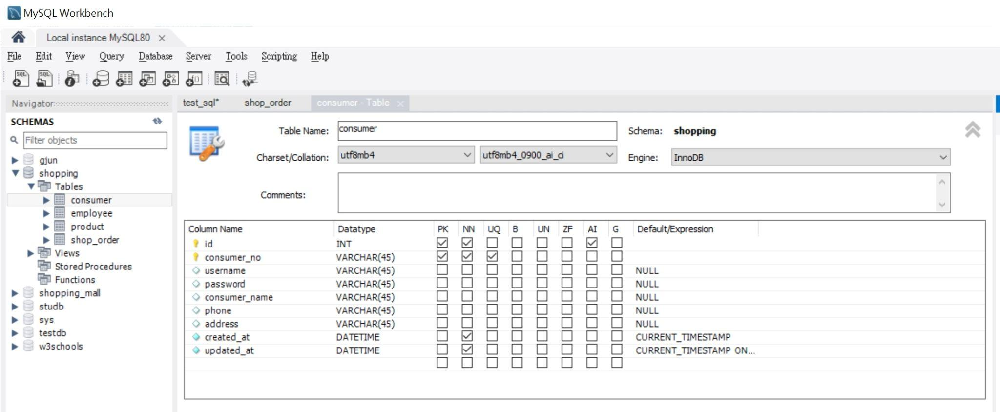 MySQL Workbench
Local instance MySQL80
File Edit View Query Database Server Tools Scripting Help
Navigator
SCHEMAS
Filter objects
gjun
shopping
Tables
consumer
employee
product
shop_order
Views
Stored Procedures
Functions
shopping_mall
studb
sys
testdb
w3schools
test_sql* shop_order consumer - Table
Table Name: consumer Schema: shopping
Charset/Collation: utf8mb4 utf8mb4_0900_ai_ci Engine: InnoDB
Comments:
Column Name Datatype PK NN UQ B UN ZF AI G Default/Expression
id INT
consumer_no VARCHAR(45)
username VARCHAR(45) NULL
password VARCHAR(45) NULL
consumer_name VARCHAR(45) NULL
phone VARCHAR(45) NULL
address VARCHAR(45) NULL
created_at DATETIME CURRENT_TIMESTAMP
updated_at DATETIME CURRENT_TIMESTAMP ON...